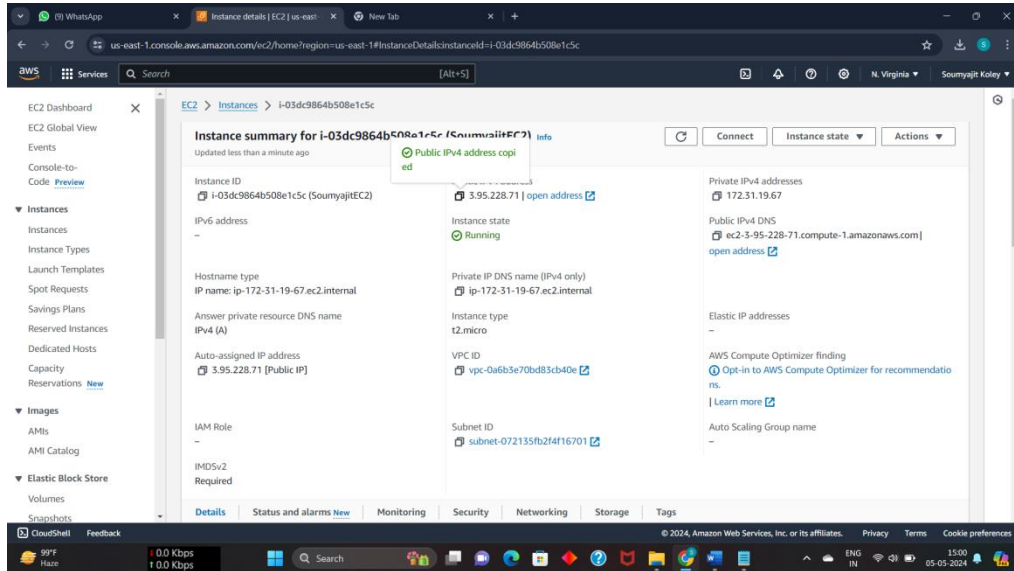 (9) WhatsApp
Instance details | EC2 | us-east-
New Tab
us-east-1.console.aws.amazon.com/ec2/home?region=us-east-1#InstanceDetails:instanceId=i-03dc9864b508e1c5c
S
aws
Services
Search
[Alt+S]
N. Virginia
Soumyajit Koley
EC2 Dashboard
EC2 Global View
Events
Console-to-
Code Preview
Instances
Instances
Instance Types
Launch Templates
Spot Requests
Savings Plans
Reserved Instances
Dedicated Hosts
Capacity
Reservations New
Images
AMIs
AMI Catalog
Elastic Block Store
Volumes
Snapshots
EC2 > Instances > i-03dc9864b508e1c5c
Instance summary for i-03dc9864b508e1c5c (SoumyajitEC2) Info
Updated less than a minute ago
Connect
Instance state
Actions
Public IPv4 address copi
ed
Instance ID
i-03dc9864b508e1c5c (SoumyajitEC2)
3.95.228.71 | open address
Private IPv4 addresses
172.31.19.67
IPv6 address
–
Instance state
Running
Public IPv4 DNS
ec2-3-95-228-71.compute-1.amazonaws.com |
open address
Hostname type
IP name: ip-172-31-19-67.ec2.internal
Private IP DNS name (IPv4 only)
ip-172-31-19-67.ec2.internal
Answer private resource DNS name
IPv4 (A)
Instance type
t2.micro
Elastic IP addresses
–
Auto-assigned IP address
3.95.228.71 [Public IP]
VPC ID
vpc-0a6b3e70bd83cb40e
AWS Compute Optimizer finding
Opt-in to AWS Compute Optimizer for recommendatio
ns.
| Learn more
IAM Role
–
Subnet ID
subnet-072135fb2f4f16701
Auto Scaling Group name
–
IMDSv2
Required
Details
Status and alarms New
Monitoring
Security
Networking
Storage
Tags
CloudShell
Feedback
© 2024, Amazon Web Services, Inc. or its affiliates.
Privacy
Terms
Cookie preferences
99°F
Haze
0.0 Kbps
0.0 Kbps
Search
ENG
IN
15:00
05-05-2024